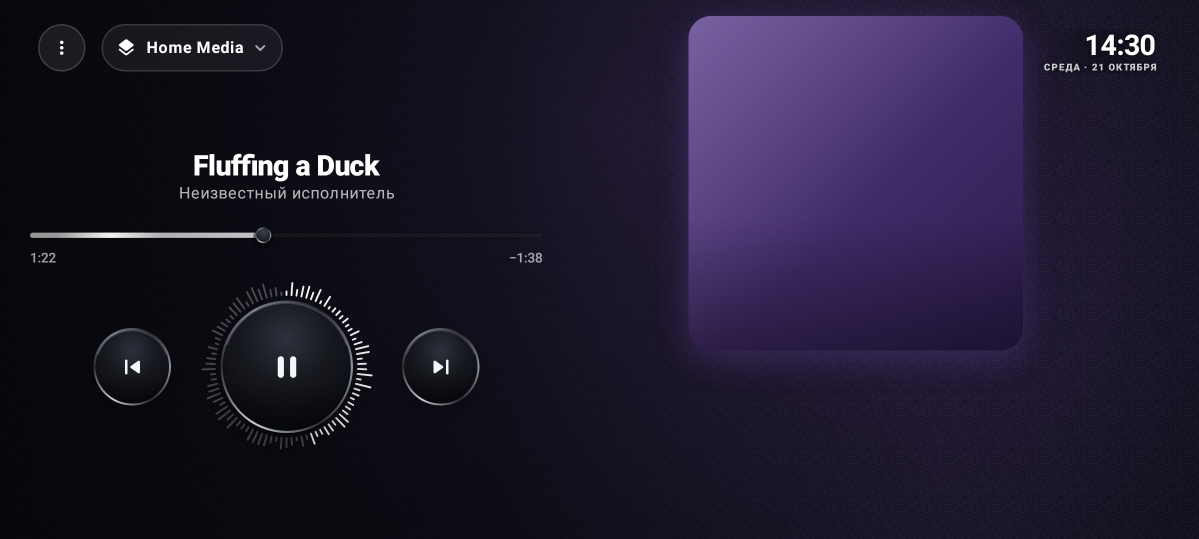 Home Media
14:30
СРЕДА · 21 ОКТЯБРЯ
Fluffing a Duck
Неизвестный исполнитель
1:22
−1:38